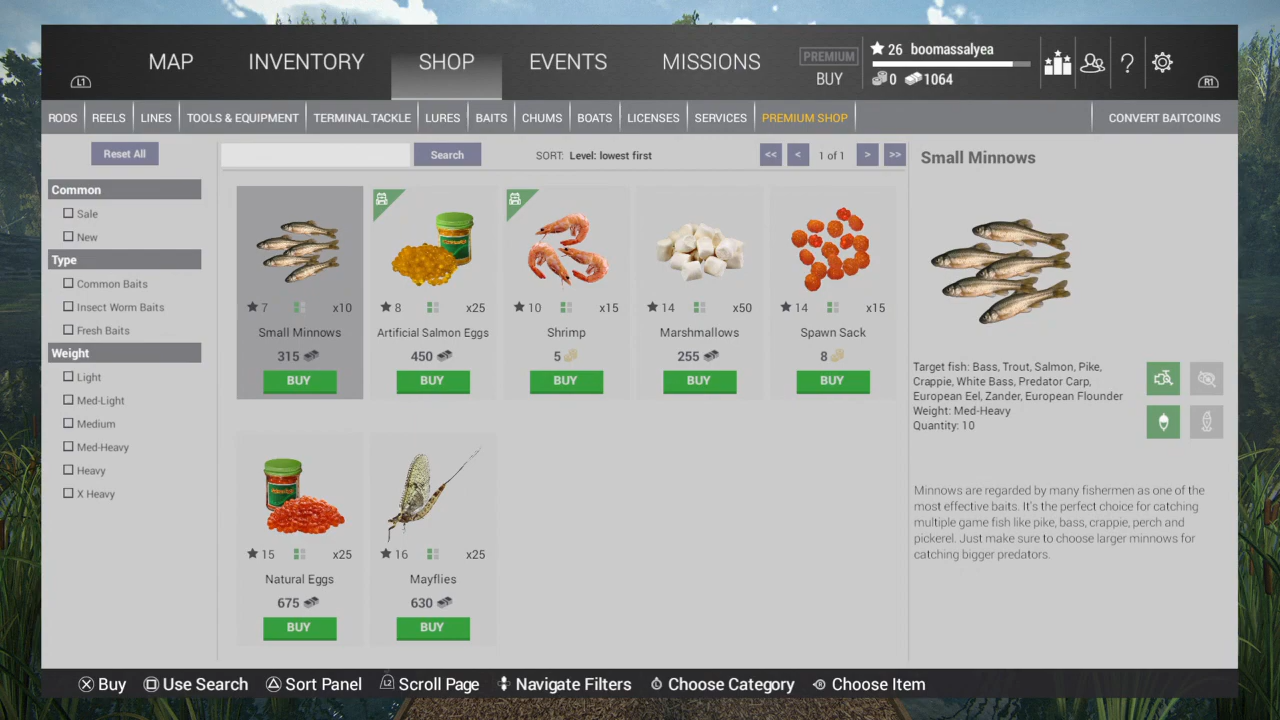 MAP
INVENTORY
SHOP
EVENTS
MISSIONS
PREMIUM
BUY
26 boomassalyea
0 1064
L1
R1
RODS
REELS
LINES
TOOLS & EQUIPMENT
TERMINAL TACKLE
LURES
BAITS
CHUMS
BOATS
LICENSES
SERVICES
PREMIUM SHOP
CONVERT BAITCOINS
Reset All
Common
Sale
New
Type
Common Baits
Insect Worm Baits
Fresh Baits
Weight
Light
Med-Light
Medium
Med-Heavy
Heavy
X Heavy
Search
SORT: Level: lowest first
<<
<
1 of 1
>
>>
7 x10
Small Minnows
315
BUY
8 x25
Artificial Salmon Eggs
450
BUY
10 x15
Shrimp
5
BUY
14 x50
Marshmallows
255
BUY
14 x15
Spawn Sack
8
BUY
15 x25
Natural Eggs
675
BUY
16 x25
Mayflies
630
BUY
Small Minnows
Target fish: Bass, Trout, Salmon, Pike,
Crappie, White Bass, Predator Carp,
European Eel, Zander, European Flounder
Weight: Med-Heavy
Quantity: 10
Minnows are regarded by many fishermen as one of the
most effective baits. It's the perfect choice for catching
multiple game fish like pike, bass, crappie, perch and
pickerel. Just make sure to choose larger minnows for
catching bigger predators.
Buy
Use Search
Sort Panel
L2 Scroll Page
Navigate Filters
Choose Category
Choose Item